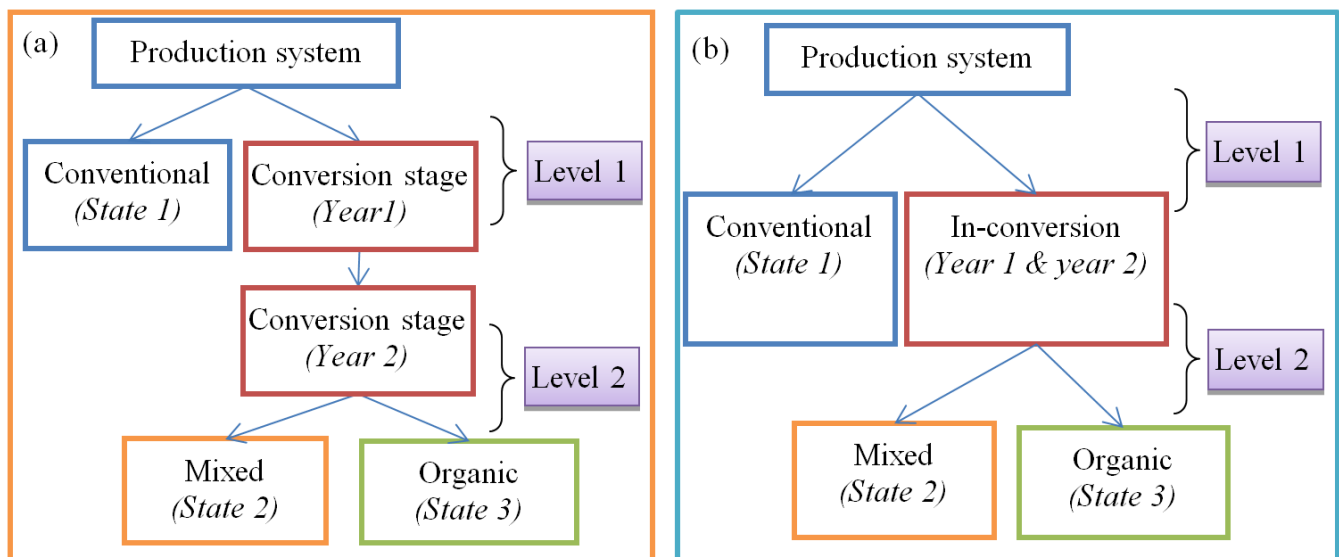 (a)
Production system
Conventional
(State 1)
Conversion stage
(Year1)
Level 1
Conversion stage
(Year 2)
Level 2
Mixed
(State 2)
Organic
(State 3)
(b)
Production system
Level 1
Conventional
(State 1)
In-conversion
(Year 1 & year 2)
Level 2
Mixed
(State 2)
Organic
(State 3)